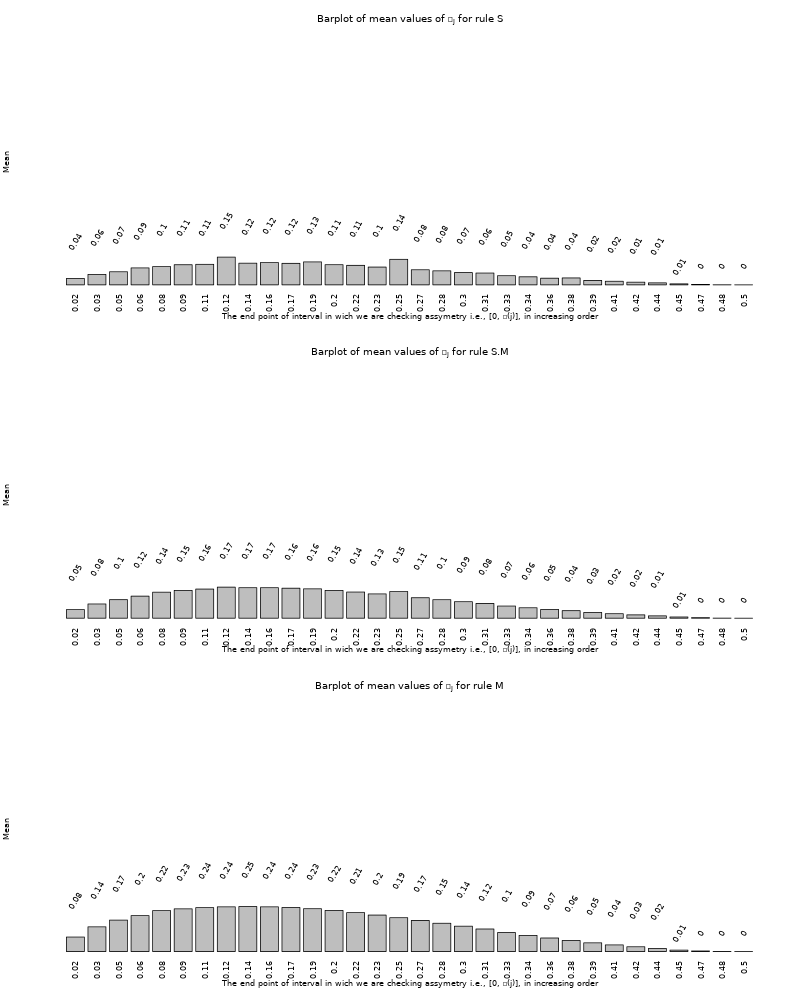 Barplot of mean values of □j for rule S
Mean
0.04 0.06 0.07 0.09 0.1 0.11 0.11 0.15 0.12 0.12 0.12 0.13 0.11 0.11 0.1 0.14 0.08 0.08 0.07 0.06 0.05 0.04 0.04 0.04 0.02 0.02 0.01 0.01 0.01 0 0 0
0.02 0.03 0.05 0.06 0.08 0.09 0.11 0.12 0.14 0.16 0.17 0.19 0.2 0.22 0.23 0.25 0.27 0.28 0.3 0.31 0.33 0.34 0.36 0.38 0.39 0.41 0.42 0.44 0.45 0.47 0.48 0.5
The end point of interval in wich we are checking assymetry i.e., [0, □(j)], in increasing order
Barplot of mean values of □j for rule S.M
Mean
0.05 0.08 0.1 0.12 0.14 0.15 0.16 0.17 0.17 0.17 0.16 0.16 0.15 0.14 0.13 0.15 0.11 0.1 0.09 0.08 0.07 0.06 0.05 0.04 0.03 0.02 0.02 0.01 0.01 0 0 0
0.02 0.03 0.05 0.06 0.08 0.09 0.11 0.12 0.14 0.16 0.17 0.19 0.2 0.22 0.23 0.25 0.27 0.28 0.3 0.31 0.33 0.34 0.36 0.38 0.39 0.41 0.42 0.44 0.45 0.47 0.48 0.5
The end point of interval in wich we are checking assymetry i.e., [0, □(j)], in increasing order
Barplot of mean values of □j for rule M
Mean
0.08 0.14 0.17 0.2 0.22 0.23 0.24 0.24 0.25 0.24 0.24 0.23 0.22 0.21 0.2 0.19 0.17 0.15 0.14 0.12 0.1 0.09 0.07 0.06 0.05 0.04 0.03 0.02 0.01 0 0 0
0.02 0.03 0.05 0.06 0.08 0.09 0.11 0.12 0.14 0.16 0.17 0.19 0.2 0.22 0.23 0.25 0.27 0.28 0.3 0.31 0.33 0.34 0.36 0.38 0.39 0.41 0.42 0.44 0.45 0.47 0.48 0.5
The end point of interval in wich we are checking assymetry i.e., [0, □(j)], in increasing order